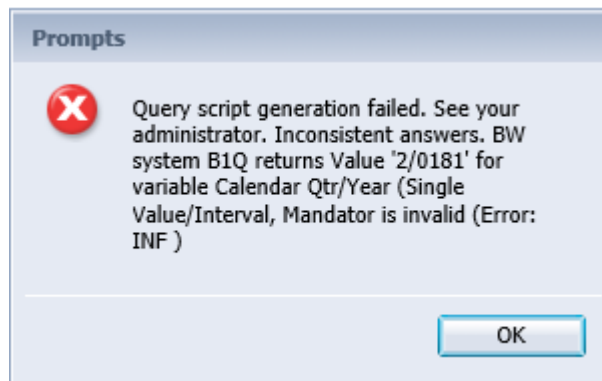 Prompts
Query script generation failed. See your
administrator. Inconsistent answers. BW
system B1Q returns Value '2/0181' for
variable Calendar Qtr/Year (Single
Value/Interval, Mandator is invalid (Error:
INF )
OK